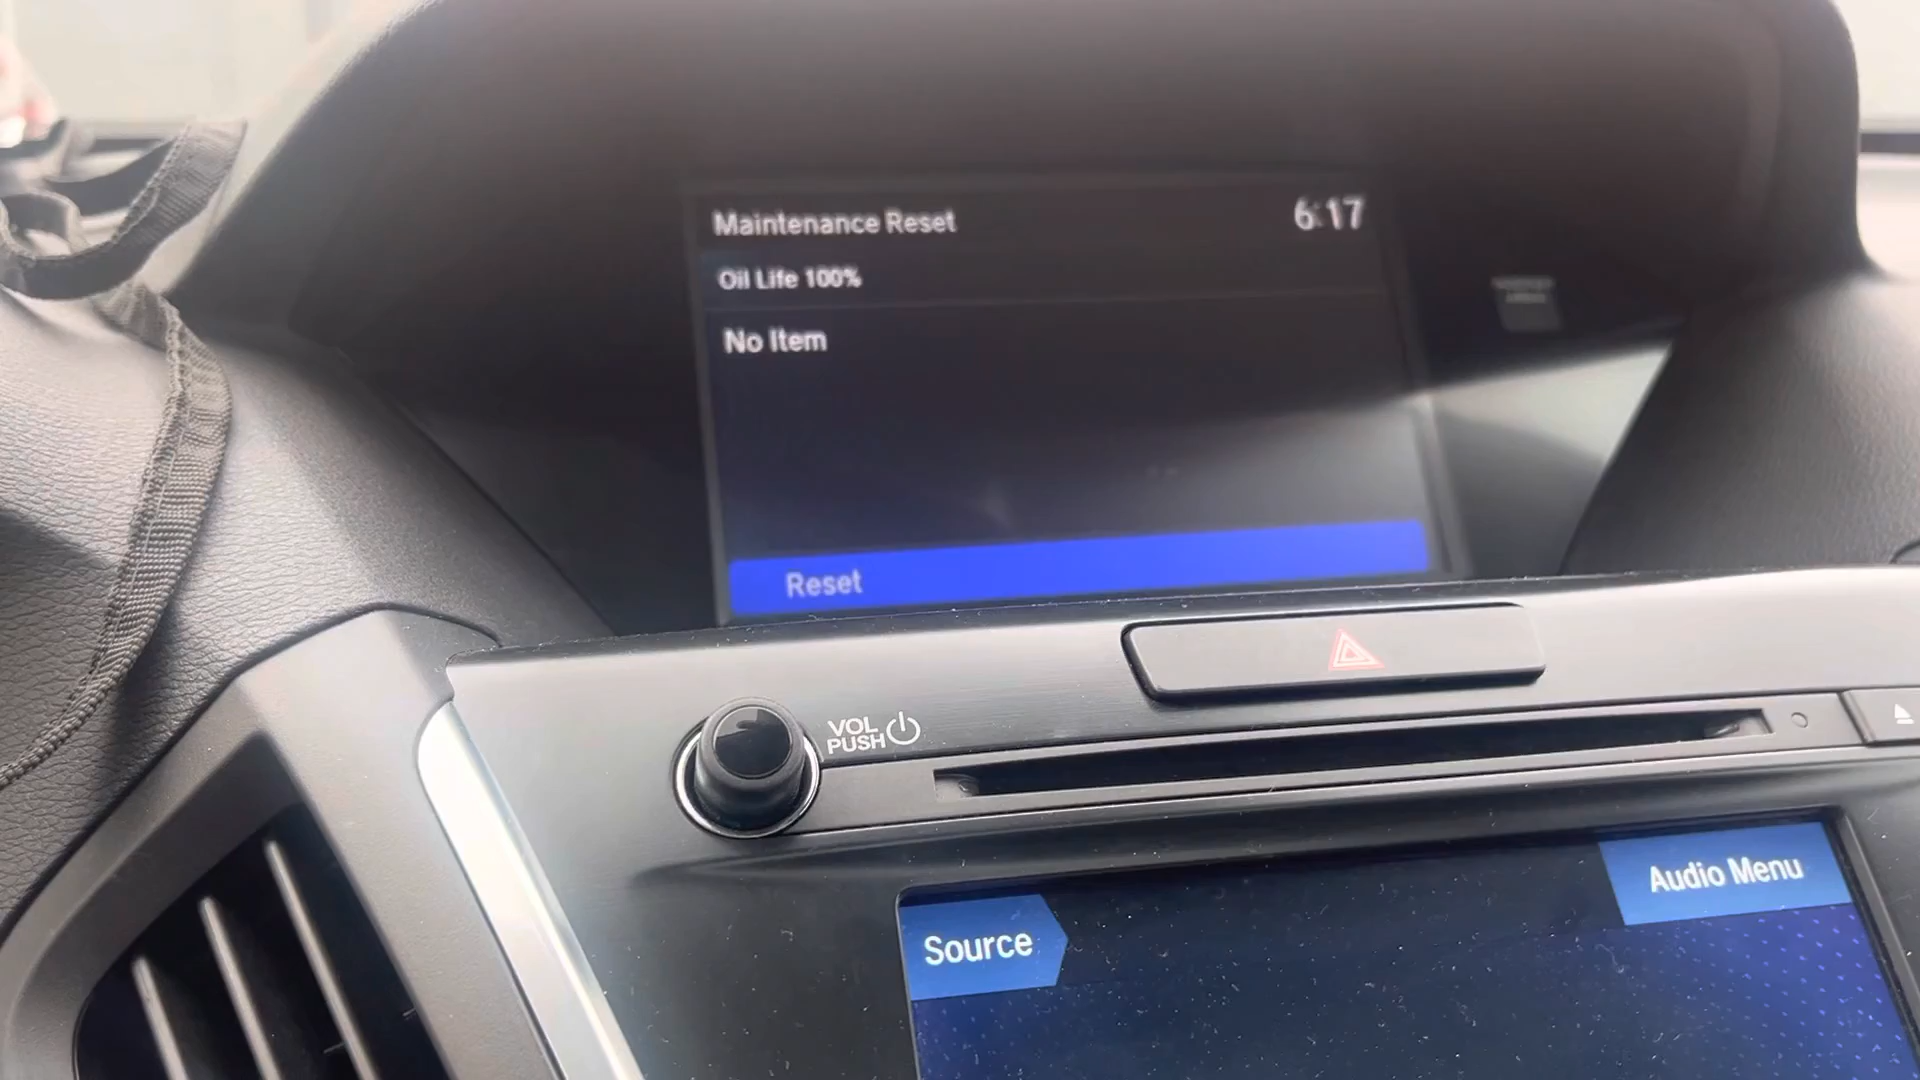 Maintenance Reset
6:17
Oil Life 100%
No Item
Reset
VOL
PUSH
Audio Menu
Source